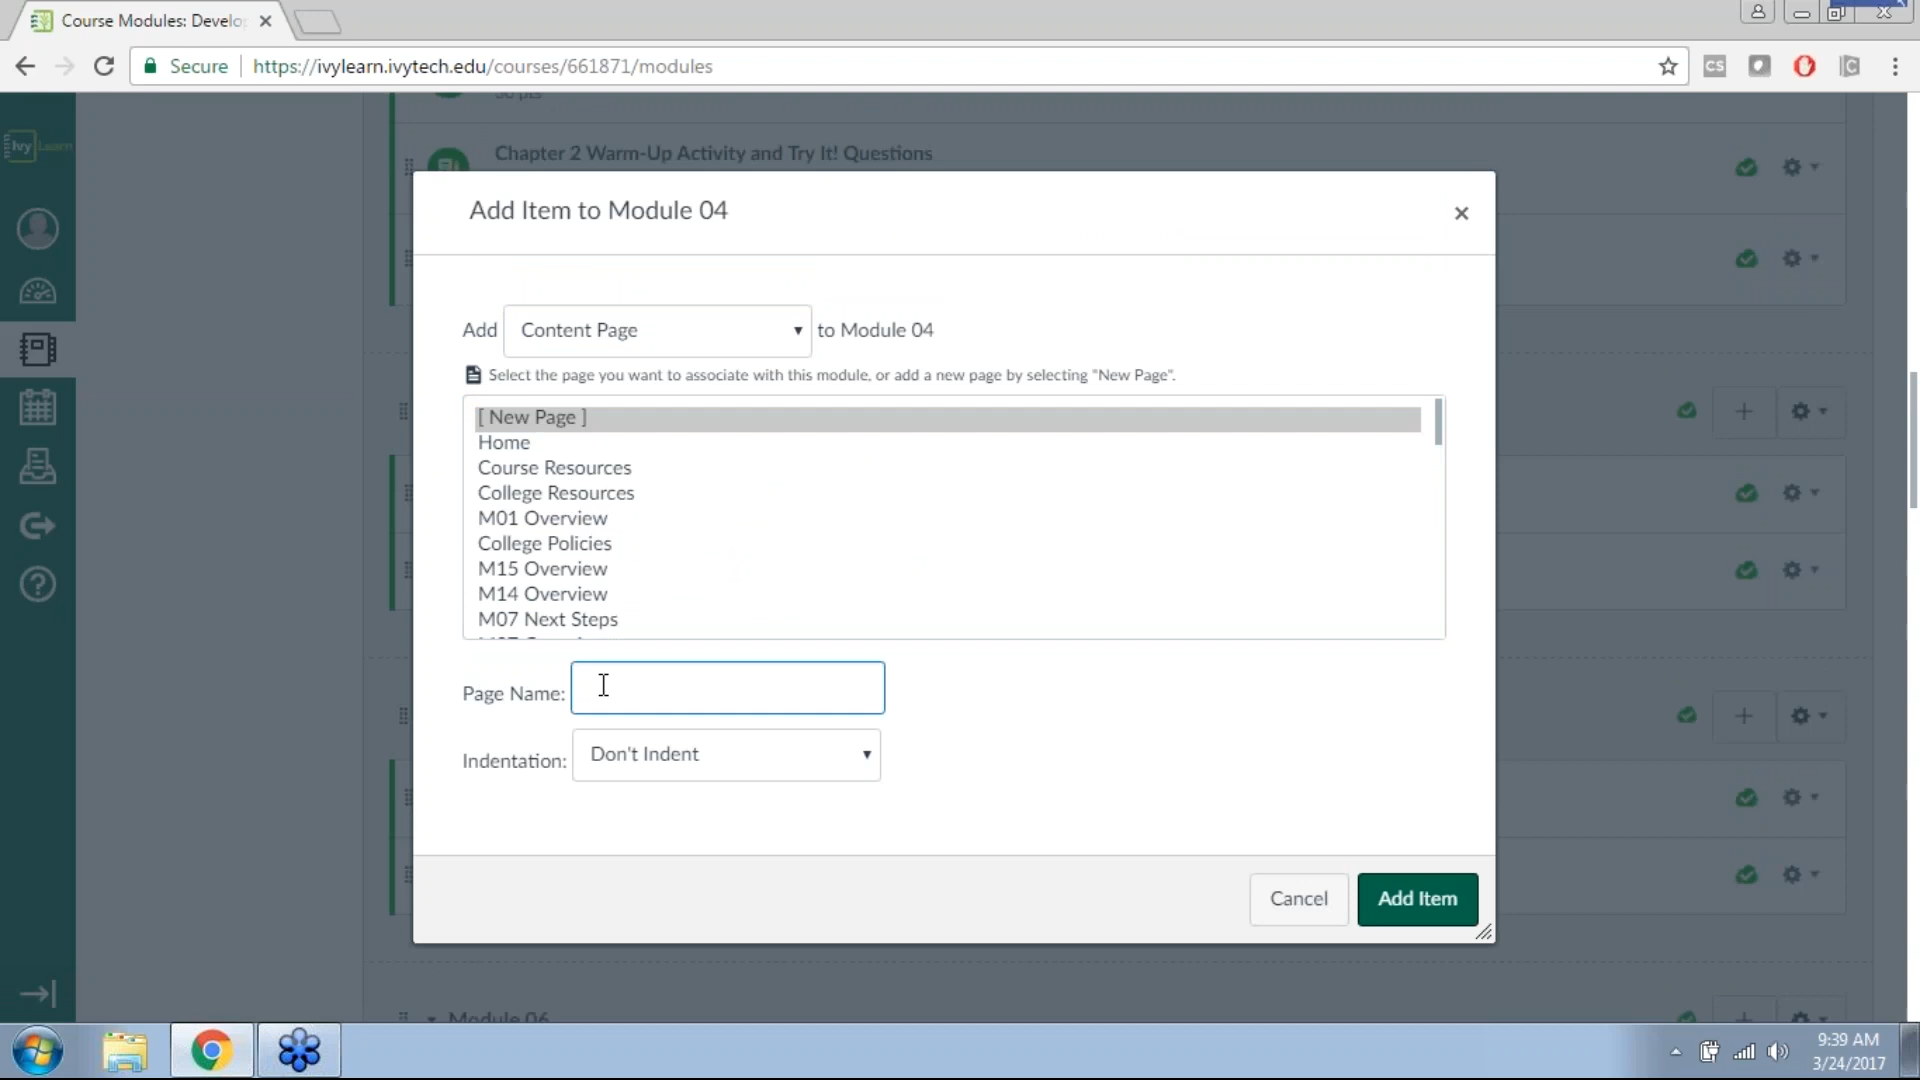 Course Modules: Develo
Secure
https://ivylearn.ivytech.edu/courses/661871/modules
CS
Ivy Learn
Chapter 2 Warm-Up Activity and Try It! Questions
Add Item to Module 04
×
Add Content Page to Module 04
Select the page you want to associate with this module, or add a new page by selecting "New Page".
[ New Page ]
Home
Course Resources
College Resources
M01 Overview
College Policies
M15 Overview
M14 Overview
M07 Next Steps
Page Name:
Indentation: Don't Indent
Cancel Add Item
Module 06
9:39 AM
3/24/2017